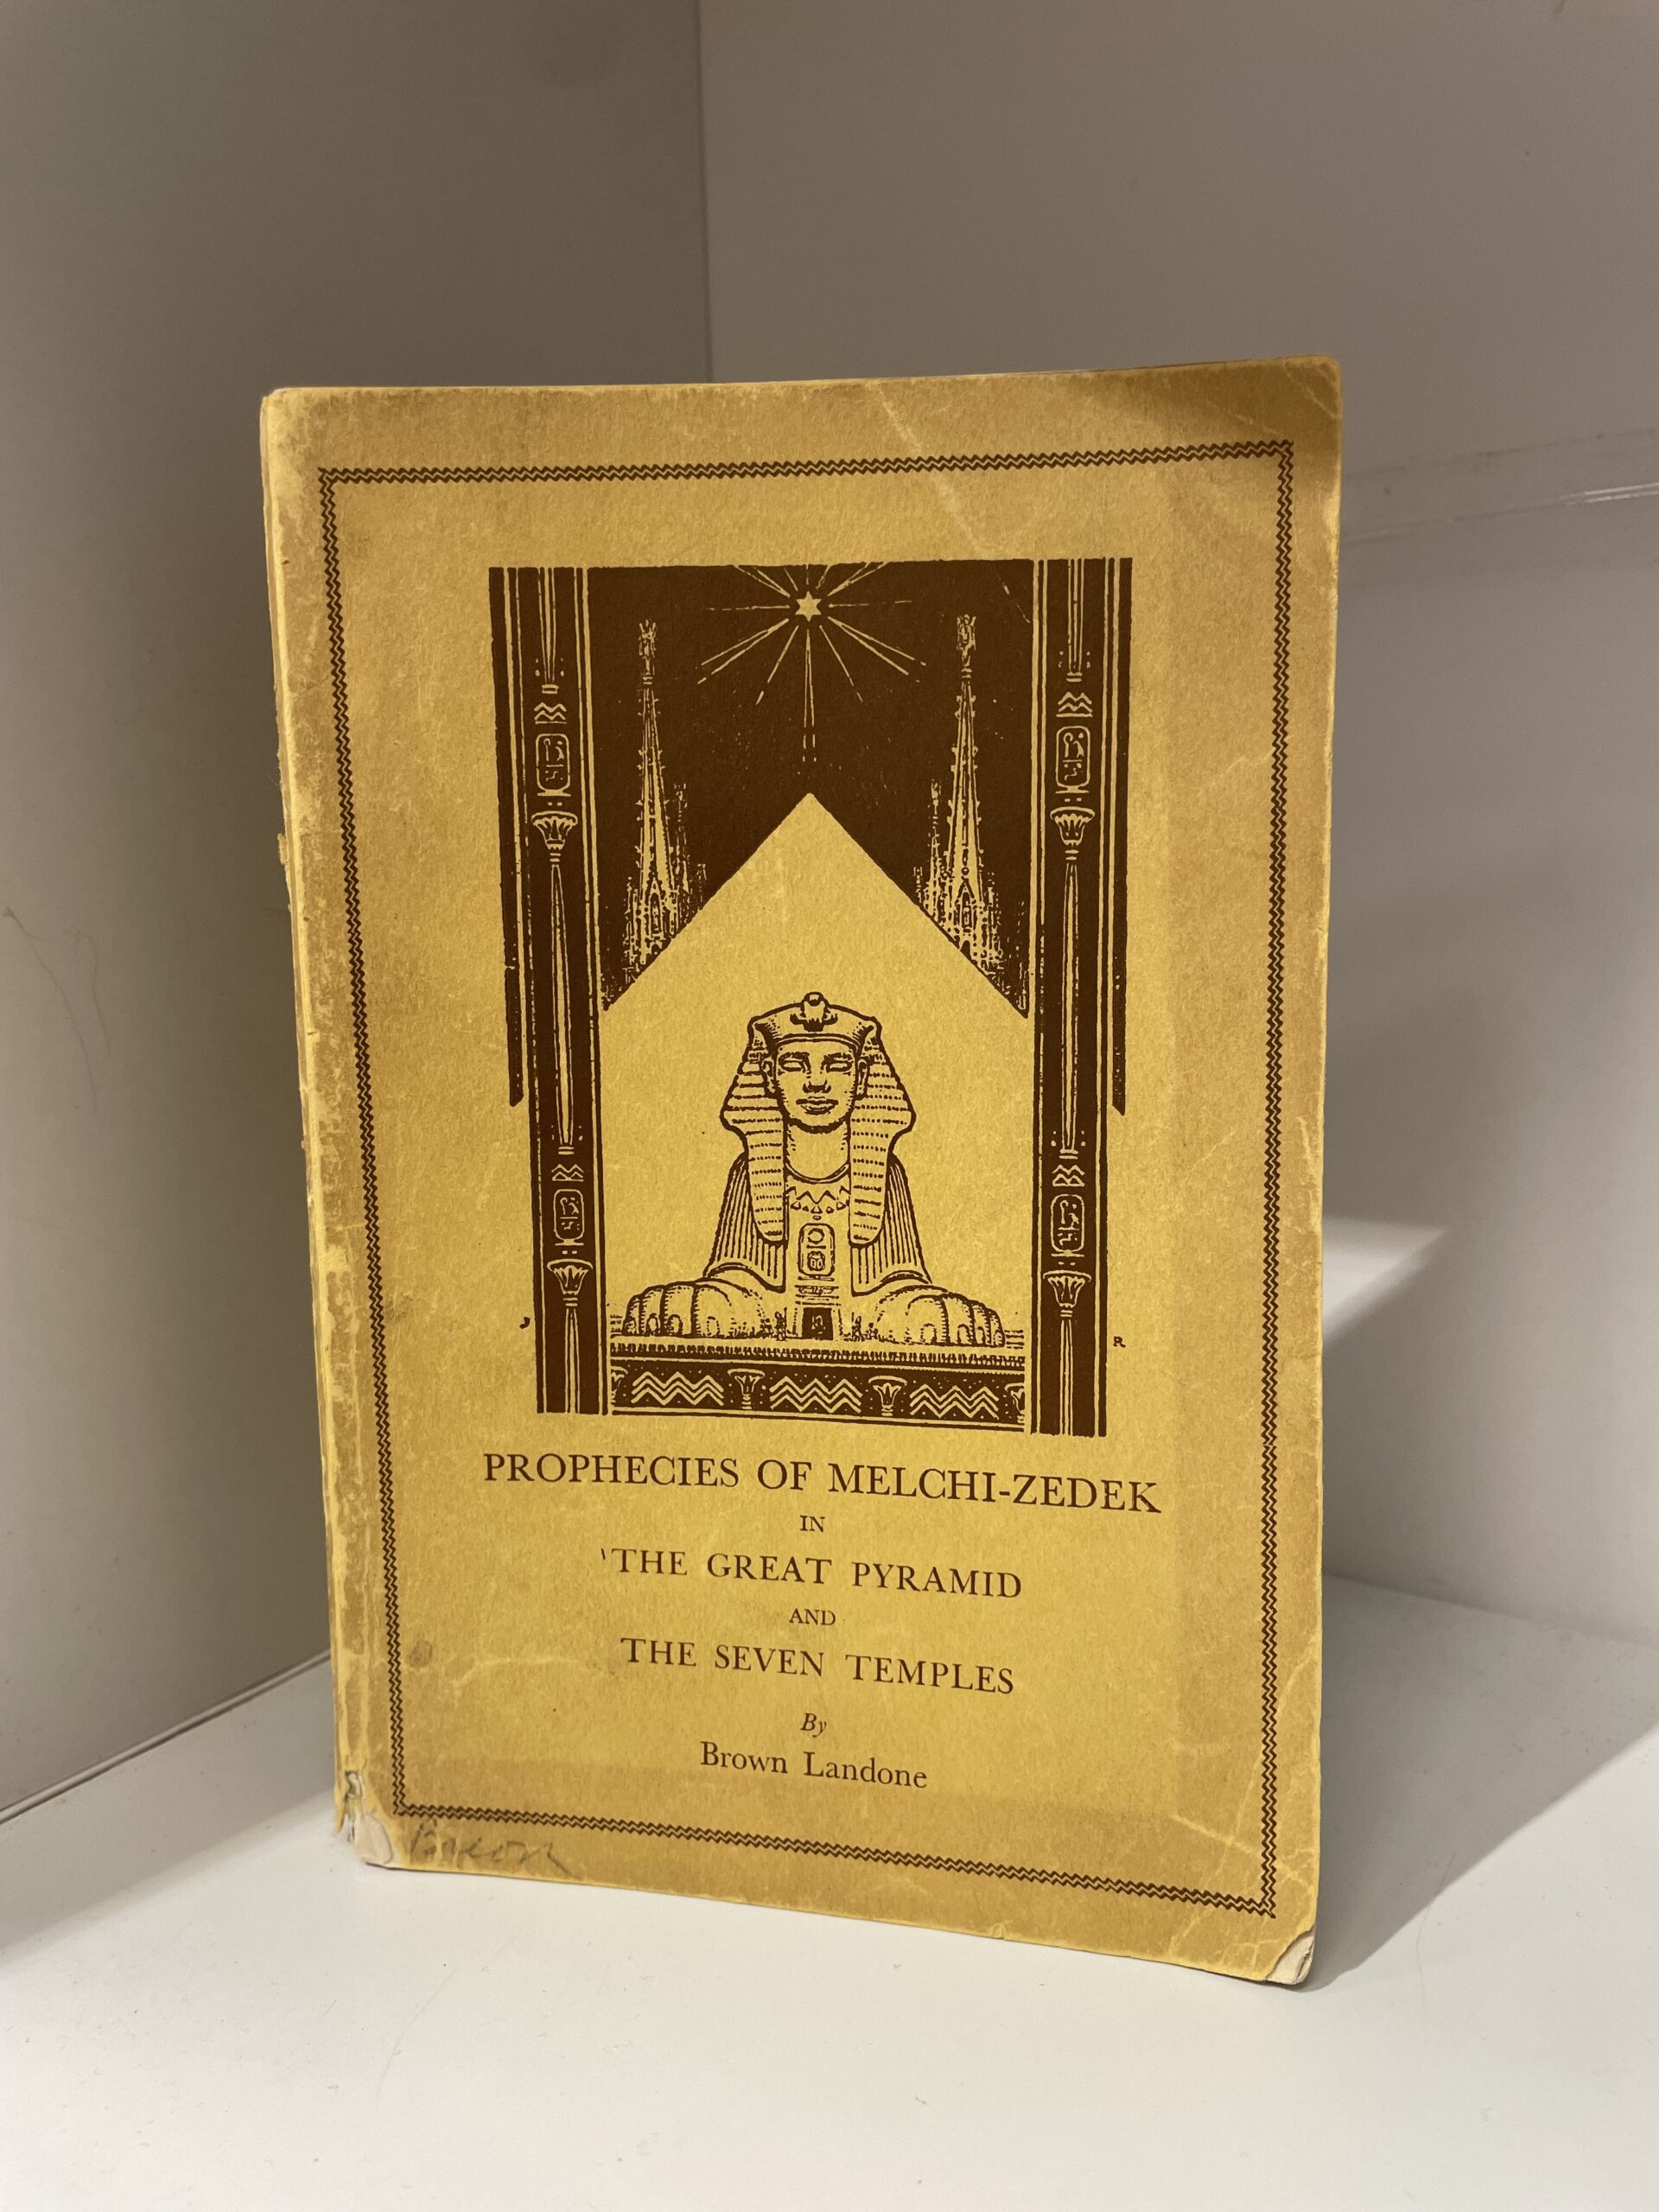 R
PROPHECIES OF MELCHI-ZEDEK
IN
'THE GREAT PYRAMID
AND
THE SEVEN TEMPLES
By
Brown Landone